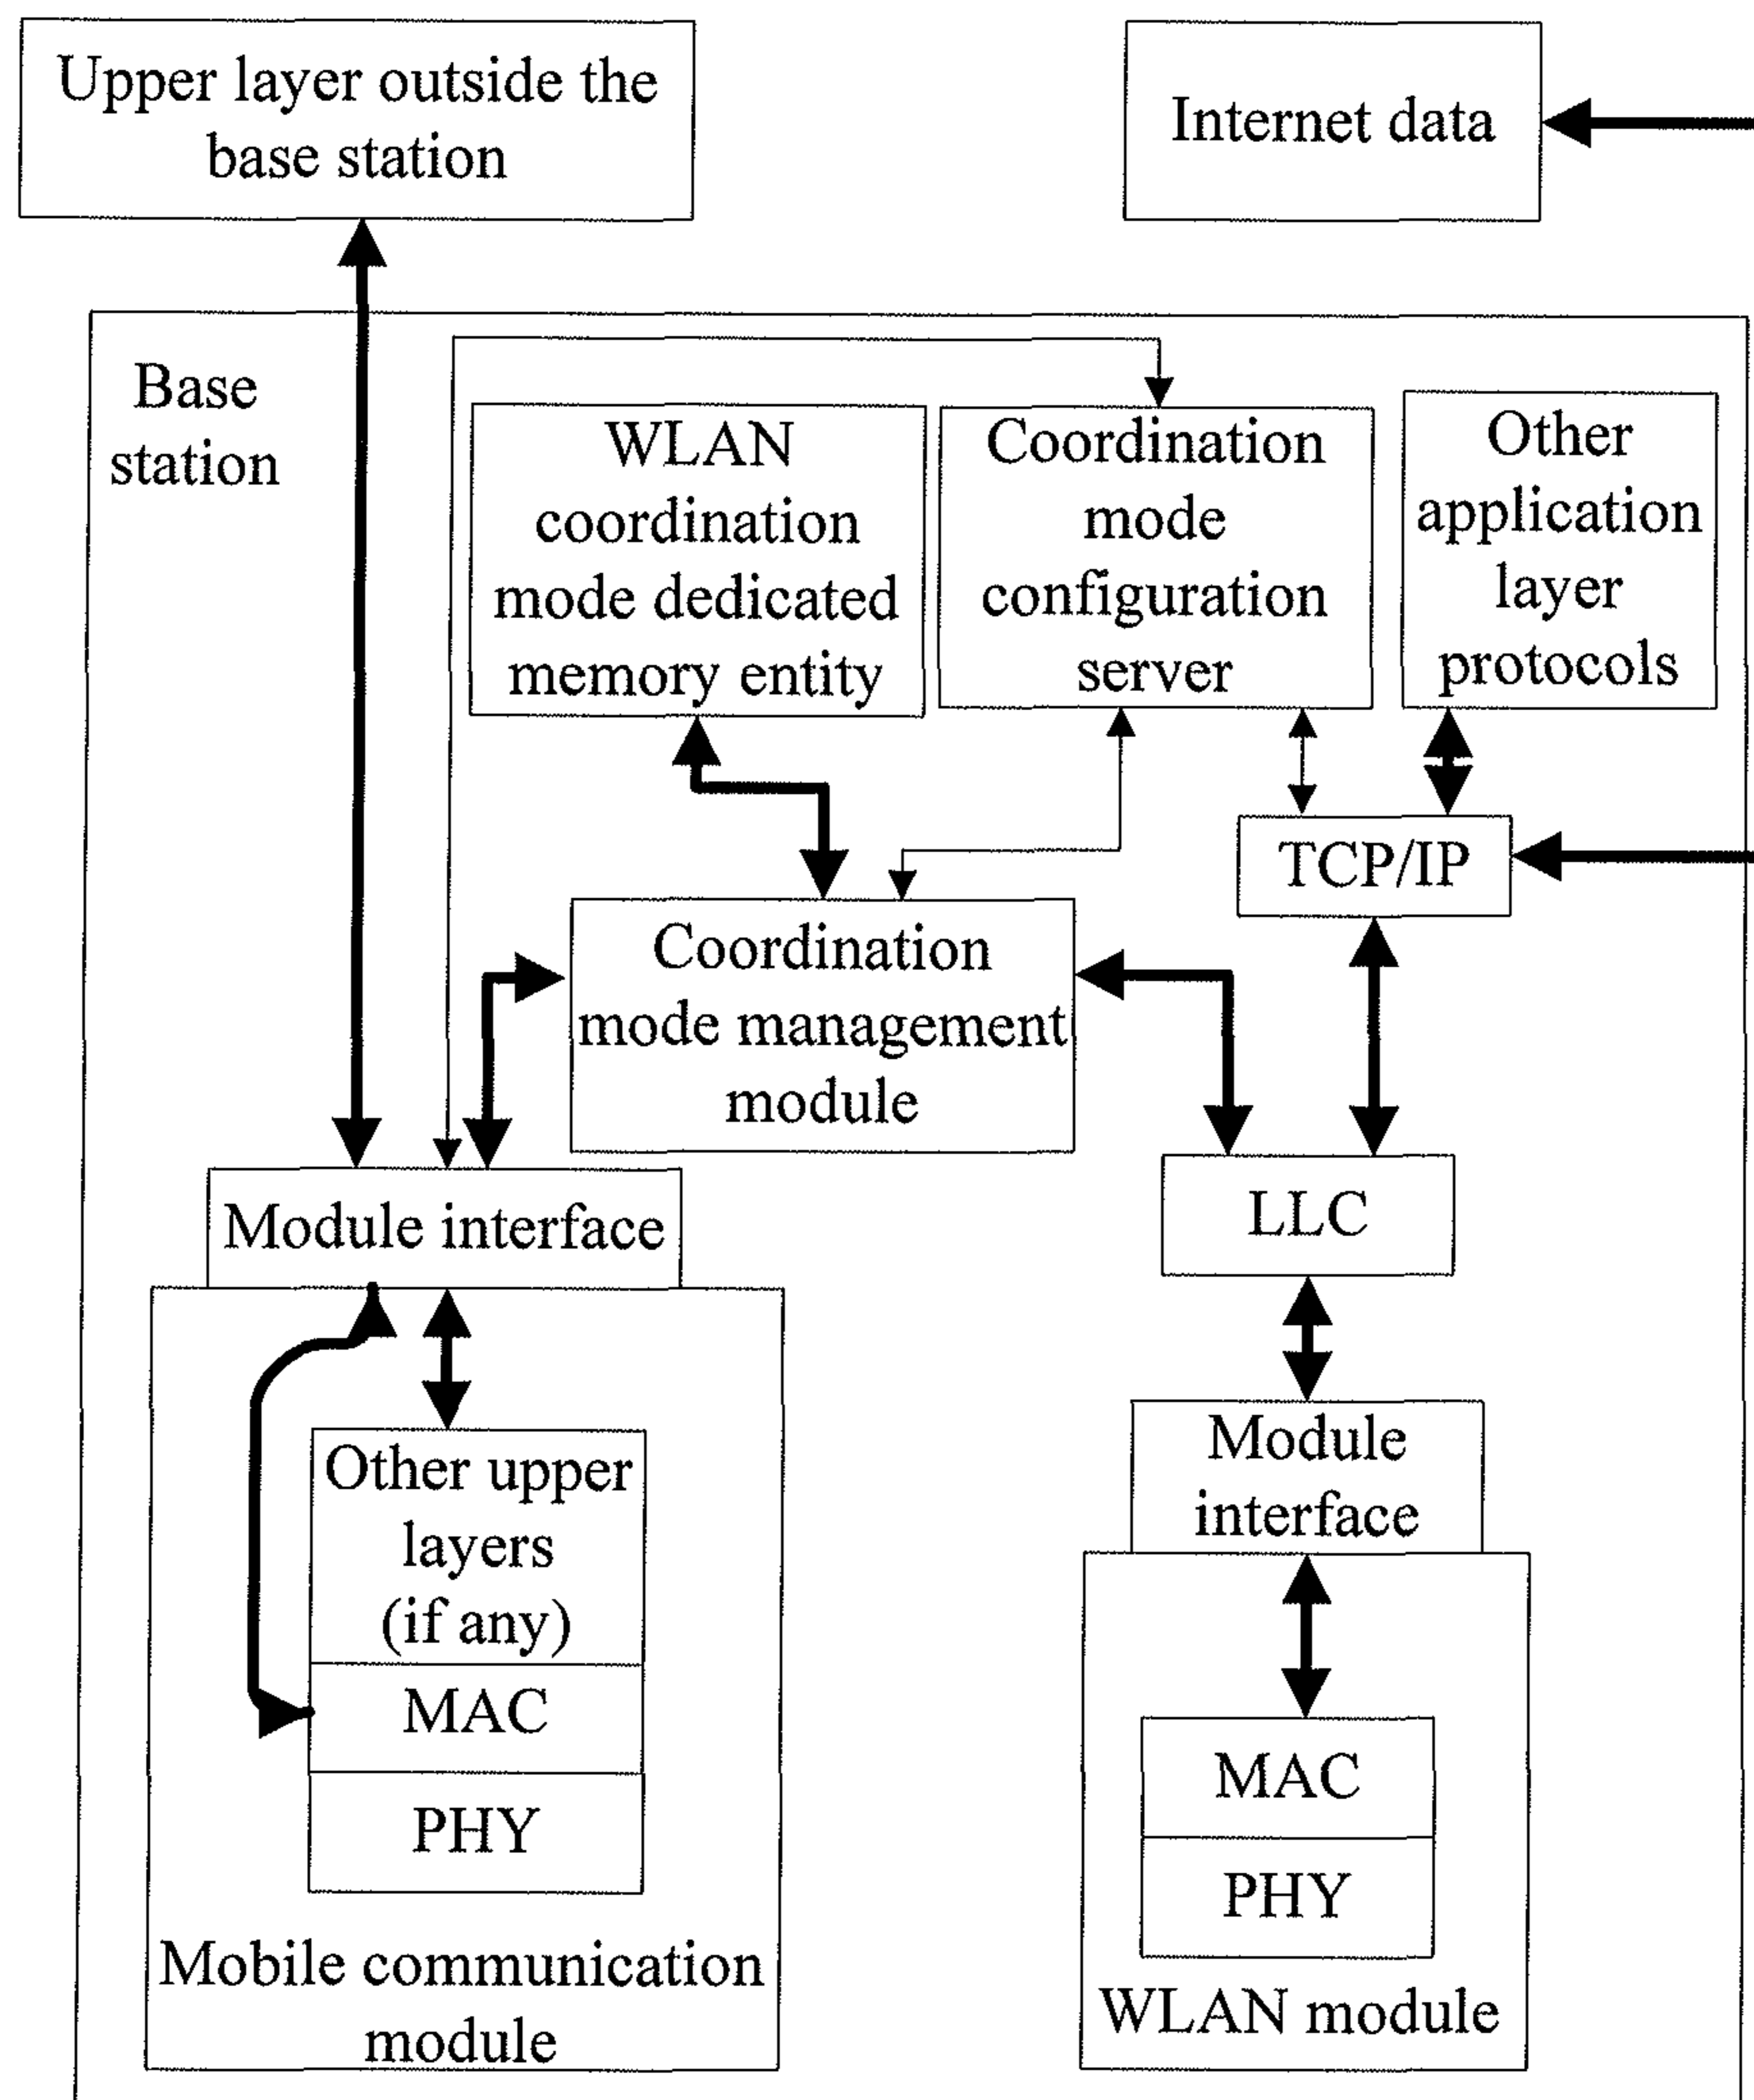 Upper layer outside the
base station
Internet data
Base
station
WLAN
coordination
mode dedicated
memory entity
Coordination
mode
configuration
server
Other
application
layer
protocols
TCP/IP
Coordination
mode management
module
Module interface
LLC
Other upper
layers
(if any)
MAC
PHY
Mobile communication
module
Module
interface
MAC
PHY
WLAN module